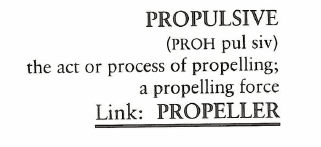 PROPULSIVE
(PROH pul siv)
the act or process of propelling;
a propelling force
Link: PROPELLER